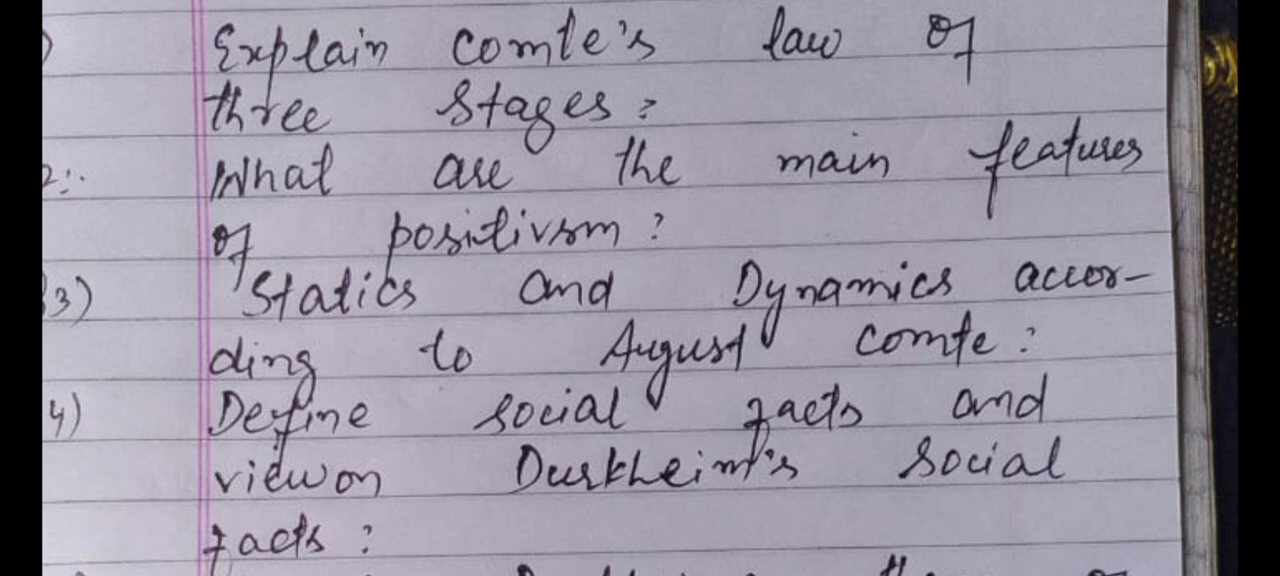 ) Explain Comte's law of
three stages?
2:. What are the main features
of positivsm?
3) Statics and Dynamics accor-
ding to August Comte:
4) Define social facts and
view on Durkheim's social
facts: